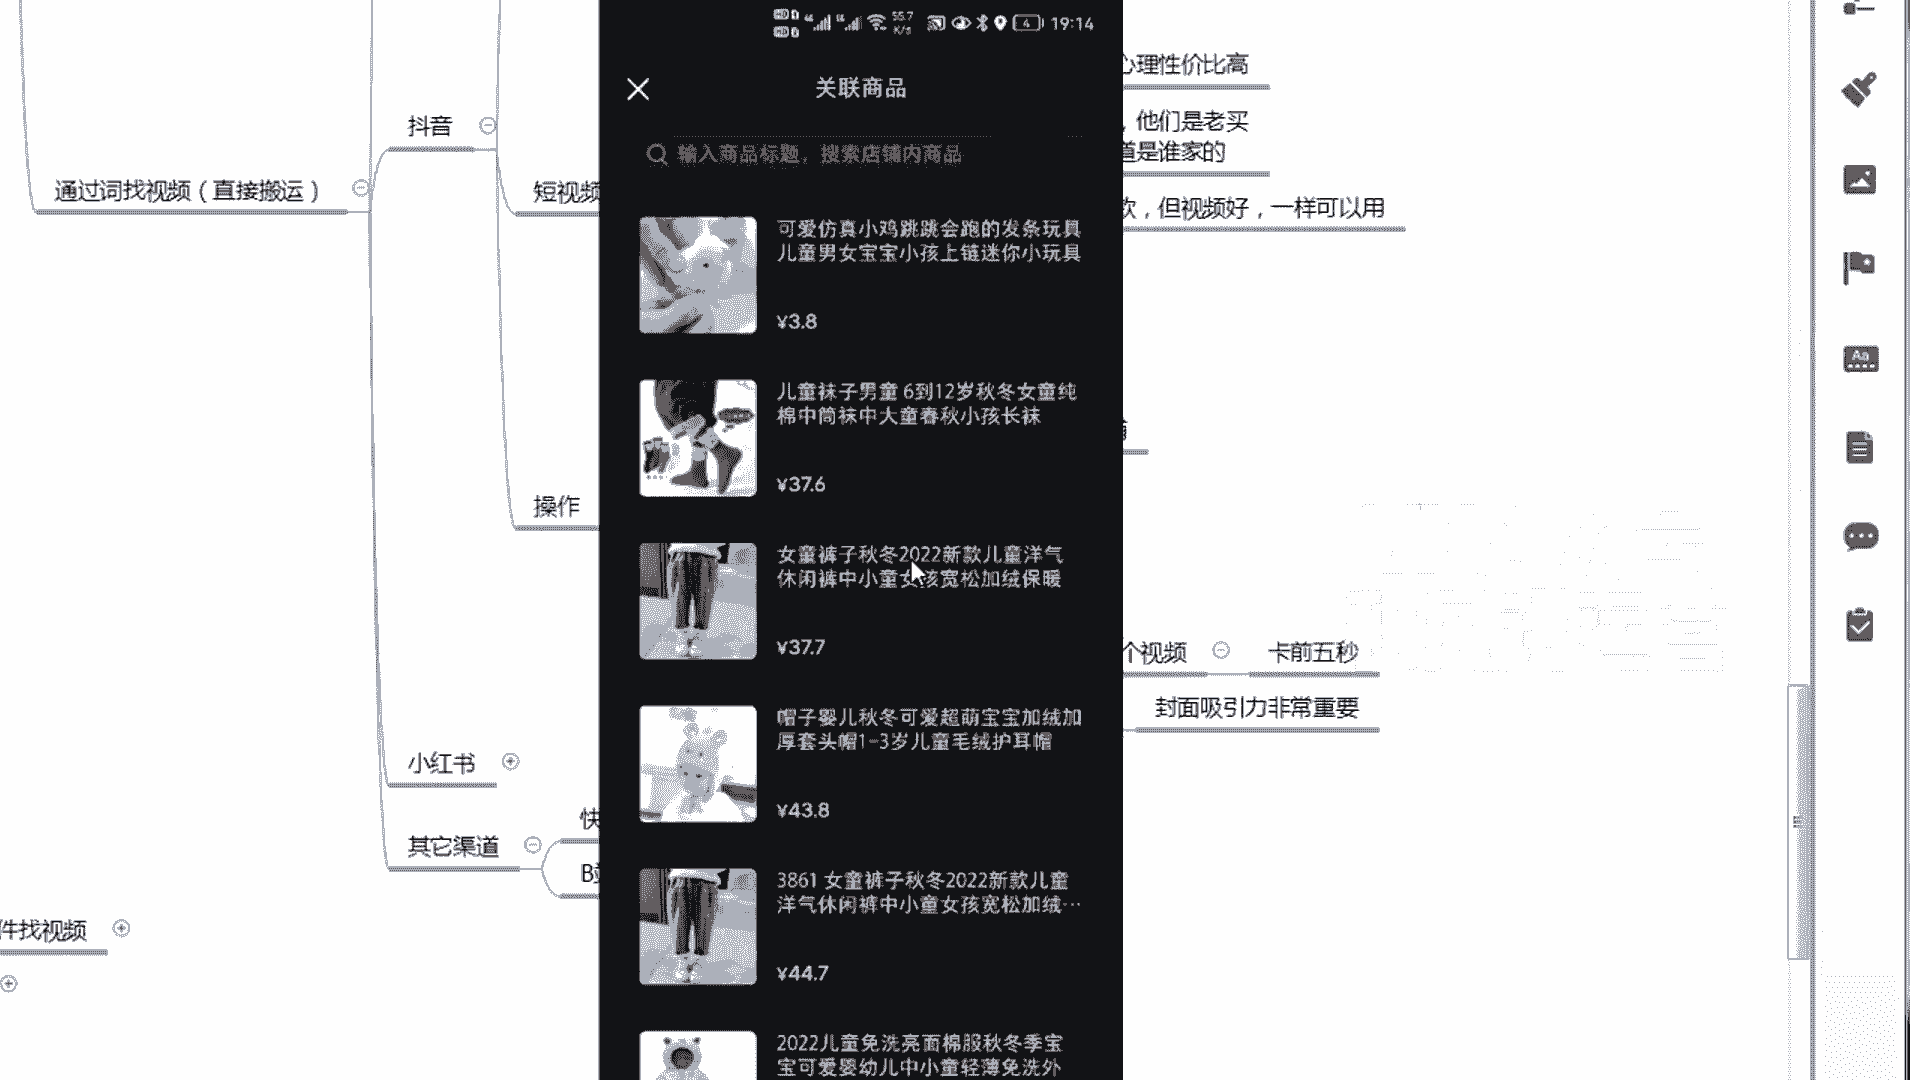 55.7
K/s
4
19:14
关联商品
输入商品标题，搜索店铺内商品
可爱仿真小鸡跳跳会跑的发条玩具
儿童男女宝宝小孩上链迷你小玩具
¥3.8
儿童袜子男童 6到12岁秋冬女童纯
棉中筒袜中大童春秋小孩长袜
¥37.6
女童裤子秋冬2022新款儿童洋气
休闲裤中小童女孩宽松加绒保暖
¥37.7
帽子婴儿秋冬可爱超萌宝宝加绒加
厚套头帽1-3岁儿童毛绒护耳帽
¥43.8
3861 女童裤子秋冬2022新款儿童
洋气休闲裤中小童女孩宽松加绒…
¥44.7
2022儿童免洗亮面棉服秋冬季宝
宝可爱婴幼儿中小童轻薄免洗外
抖音
通过词找视频（直接搬运）
短视频
操作
小红书
其它渠道
快
B
件找视频
心理性价比高
，他们是老买
道是谁家的
款，但视频好，一样可以用
个视频
卡前五秒
封面吸引力非常重要
Aa